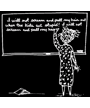 I will not scream and pull my hair out
when the kids act stupid! I will not
scream and pull my hair